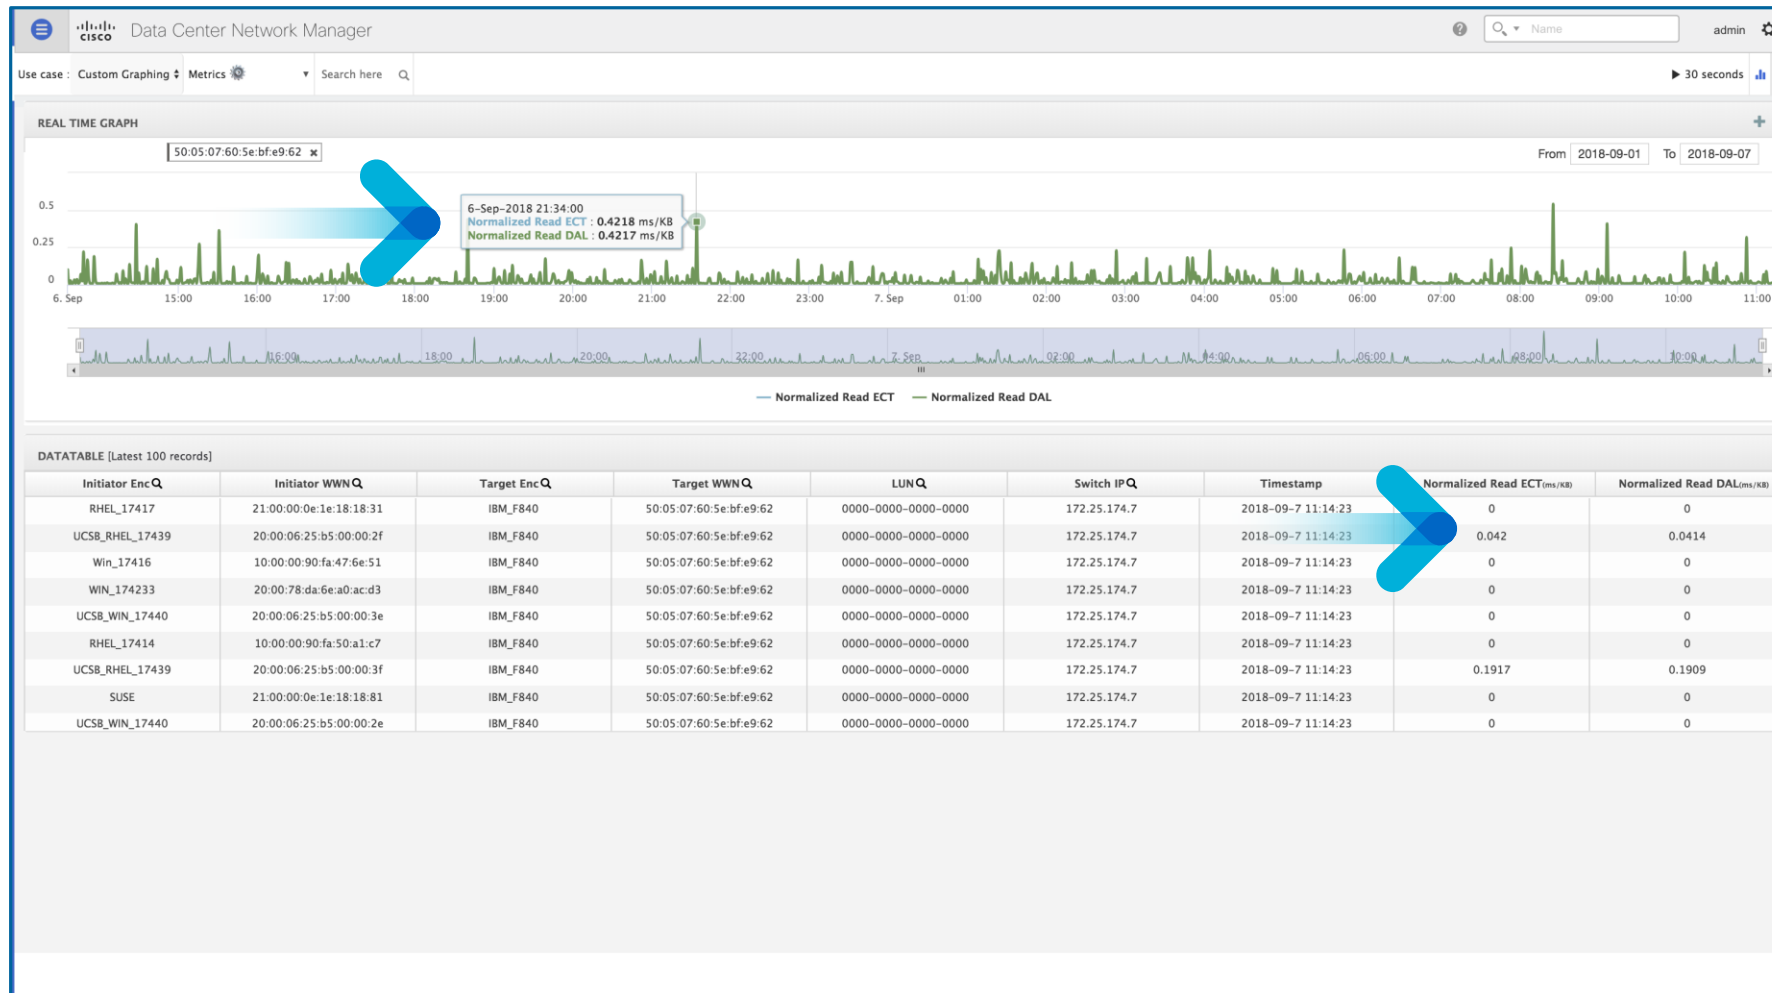 cisco Data Center Network Manager Name admin
Use case : Custom Graphing Metrics Search here 30 seconds
REAL TIME GRAPH
50:05:07:60:5e:bf:e9:62 From 2018-09-01 To 2018-09-07
6-Sep-2018 21:34:00
Normalized Read ECT : 0.4218 ms/KB
Normalized Read DAL : 0.4217 ms/KB
0.5
0.25
0
6. Sep 15:00 16:00 17:00 18:00 19:00 20:00 21:00 22:00 23:00 7. Sep 01:00 02:00 03:00 04:00 05:00 06:00 07:00 08:00 09:00 10:00 11:00
16:00 18:00 20:00 22:00 7. Sep 02:00 04:00 06:00 08:00 10:00
Normalized Read ECT Normalized Read DAL
DATATABLE [Latest 100 records]
Initiator Enc Initiator WWN Target Enc Target WWN LUN Switch IP Timestamp Normalized Read ECT(ms/KB) Normalized Read DAL(ms/KB)
RHEL_17417 21:00:00:0e:1e:18:18:31 IBM_F840 50:05:07:60:5e:bf:e9:62 0000-0000-0000-0000 172.25.174.7 2018-09-7 11:14:23 0 0
UCSB_RHEL_17439 20:00:06:25:b5:00:00:2f IBM_F840 50:05:07:60:5e:bf:e9:62 0000-0000-0000-0000 172.25.174.7 2018-09-7 11:14:23 0.042 0.0414
Win_17416 10:00:00:90:fa:47:6e:51 IBM_F840 50:05:07:60:5e:bf:e9:62 0000-0000-0000-0000 172.25.174.7 2018-09-7 11:14:23 0 0
WIN_174233 20:00:78:da:6e:a0:ac:d3 IBM_F840 50:05:07:60:5e:bf:e9:62 0000-0000-0000-0000 172.25.174.7 2018-09-7 11:14:23 0 0
UCSB_WIN_17440 20:00:06:25:b5:00:00:3e IBM_F840 50:05:07:60:5e:bf:e9:62 0000-0000-0000-0000 172.25.174.7 2018-09-7 11:14:23 0 0
RHEL_17414 10:00:00:90:fa:50:a1:c7 IBM_F840 50:05:07:60:5e:bf:e9:62 0000-0000-0000-0000 172.25.174.7 2018-09-7 11:14:23 0 0
UCSB_RHEL_17439 20:00:06:25:b5:00:00:3f IBM_F840 50:05:07:60:5e:bf:e9:62 0000-0000-0000-0000 172.25.174.7 2018-09-7 11:14:23 0.1917 0.1909
SUSE 21:00:00:0e:1e:18:18:81 IBM_F840 50:05:07:60:5e:bf:e9:62 0000-0000-0000-0000 172.25.174.7 2018-09-7 11:14:23 0 0
UCSB_WIN_17440 20:00:06:25:b5:00:00:2e IBM_F840 50:05:07:60:5e:bf:e9:62 0000-0000-0000-0000 172.25.174.7 2018-09-7 11:14:23 0 0